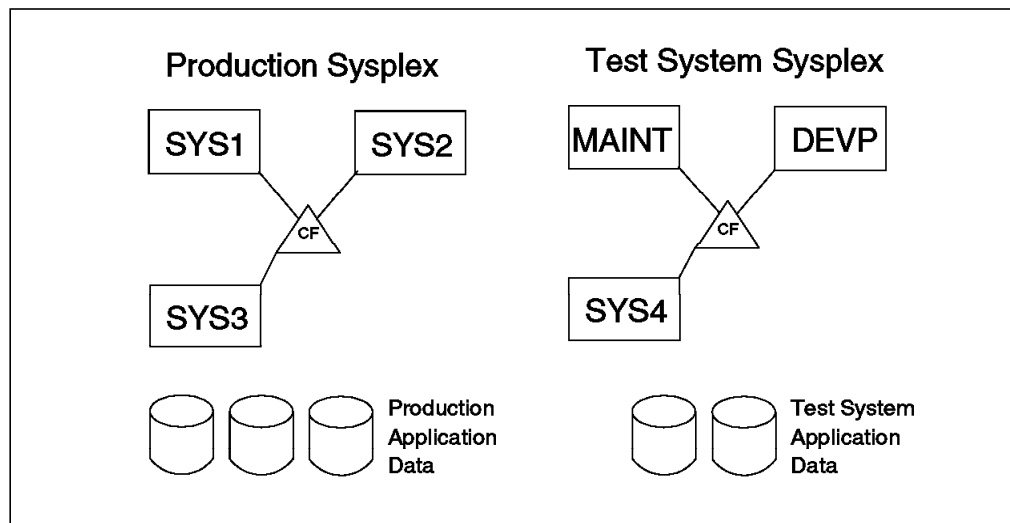 Production Sysplex
SYS1
SYS2
CF
SYS3
Production
Application
Data
Test System Sysplex
MAINT
DEVP
CF
SYS4
Test System
Application
Data